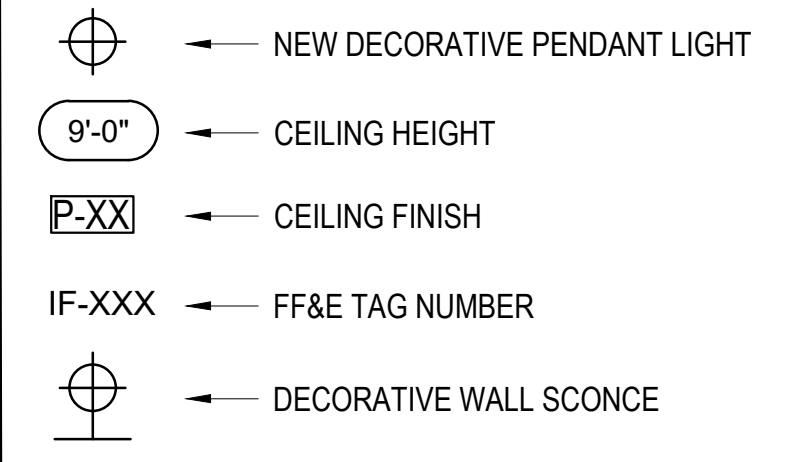 NEW DECORATIVE PENDANT LIGHT
9'-0" CEILING HEIGHT
P-XX CEILING FINISH
IF-XXX FF&E TAG NUMBER
DECORATIVE WALL SCONCE